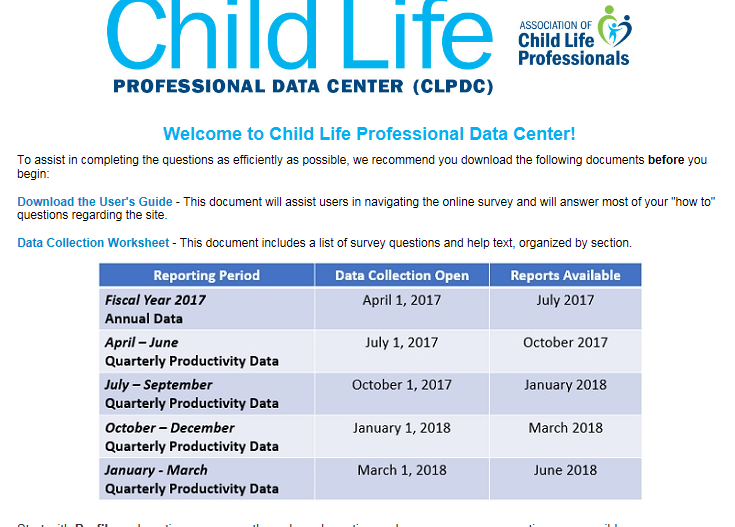 Child Life
PROFESSIONAL DATA CENTER (CLPDC)
ASSOCIATION OF
Child Life
Professionals
Welcome to Child Life Professional Data Center!
To assist in completing the questions as efficiently as possible, we recommend you download the following documents before you
begin:
Download the User's Guide - This document will assist users in navigating the online survey and will answer most of your "how to"
questions regarding the site.
Data Collection Worksheet - This document includes a list of survey questions and help text, organized by section.
Reporting Period Data Collection Open Reports Available
Fiscal Year 2017 April 1, 2017 July 2017
Annual Data
April – June July 1, 2017 October 2017
Quarterly Productivity Data
July – September October 1, 2017 January 2018
Quarterly Productivity Data
October – December January 1, 2018 March 2018
Quarterly Productivity Data
January - March March 1, 2018 June 2018
Quarterly Productivity Data